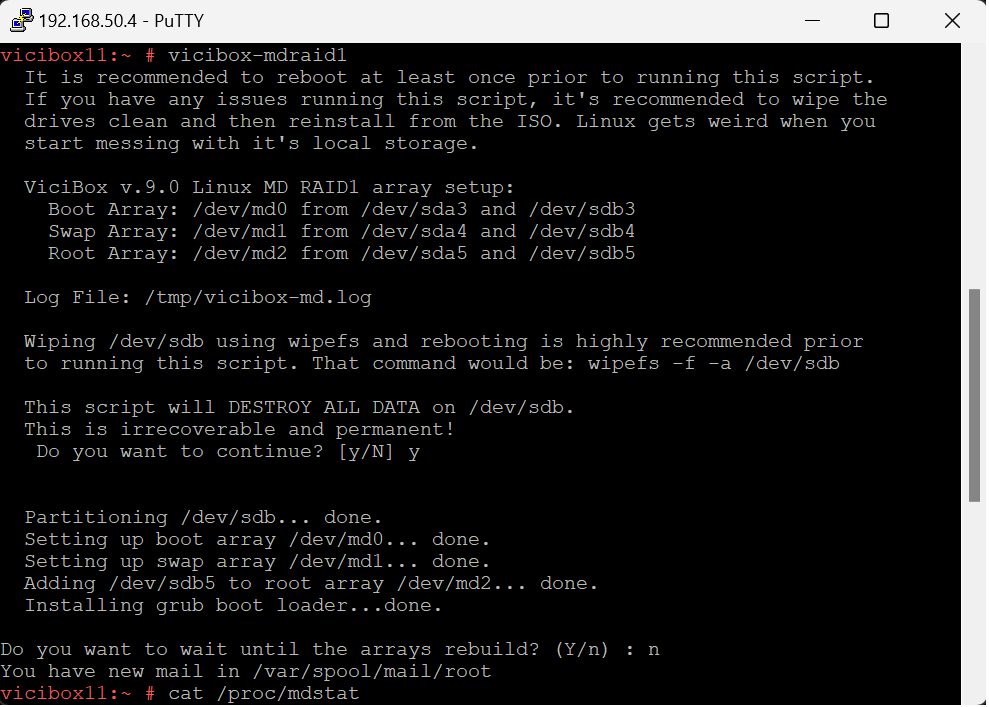 192.168.50.4 - PuTTY
vicibox11:~ # vicibox-mdraid1
It is recommended to reboot at least once prior to running this script.
If you have any issues running this script, it's recommended to wipe the
drives clean and then reinstall from the ISO. Linux gets weird when you
start messing with it's local storage.
ViciBox v.9.0 Linux MD RAID1 array setup:
Boot Array: /dev/md0 from /dev/sda3 and /dev/sdb3
Swap Array: /dev/md1 from /dev/sda4 and /dev/sdb4
Root Array: /dev/md2 from /dev/sda5 and /dev/sdb5
Log File: /tmp/vicibox-md.log
Wiping /dev/sdb using wipefs and rebooting is highly recommended prior
to running this script. That command would be: wipefs -f -a /dev/sdb
This script will DESTROY ALL DATA on /dev/sdb.
This is irrecoverable and permanent!
Do you want to continue? [y/N] y
Partitioning /dev/sdb... done.
Setting up boot array /dev/md0... done.
Setting up swap array /dev/md1... done.
Adding /dev/sdb5 to root array /dev/md2... done.
Installing grub boot loader...done.
Do you want to wait until the arrays rebuild? (Y/n) : n
You have new mail in /var/spool/mail/root
vicibox11:~ # cat /proc/mdstat